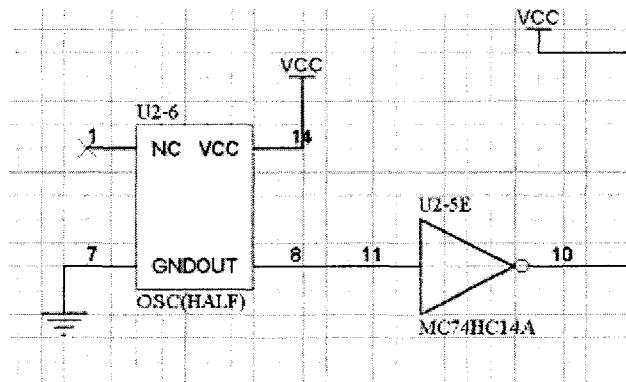 VCC
VCC
U2-6
1
14
NC VCC
U2-5E
7
GNDOUT
8
11
10
OSC(HALF)
MC74HC14A